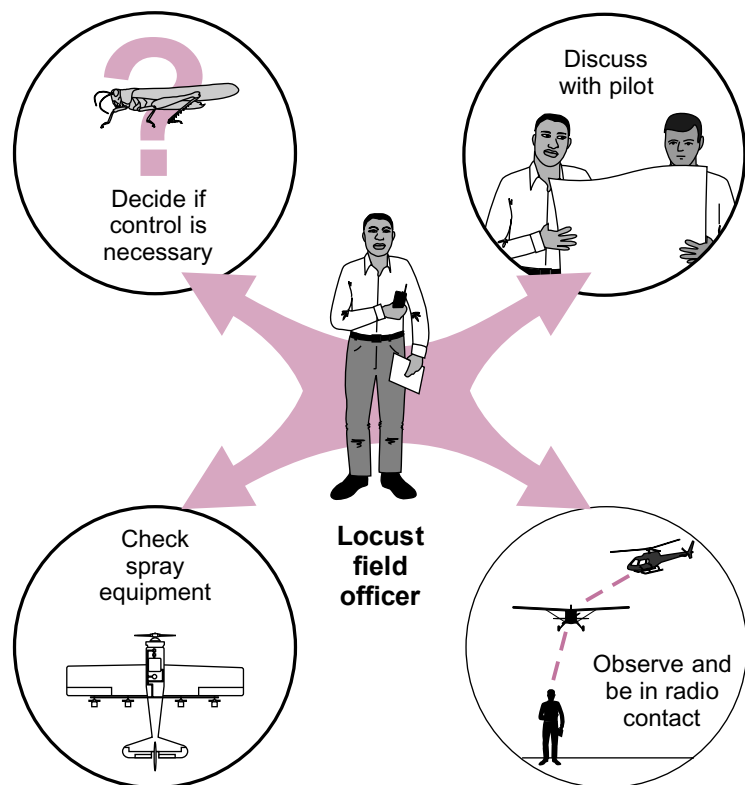 ?
Decide if
control is
necessary
Discuss
with pilot
Locust
field
officer
Check
spray
equipment
Observe and
be in radio
contact